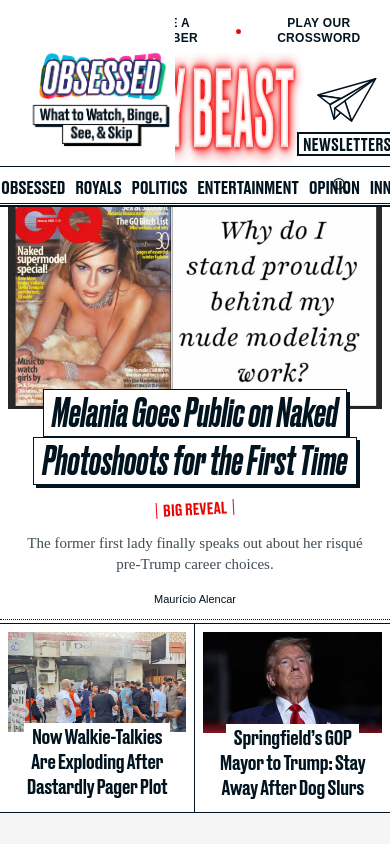 E A
BER
PLAY OUR
CROSSWORD
OBSESSED
What to Watch, Binge,
See, & Skip
Y BEAST
NEWSLETTERS
OBSESSED ROYALS POLITICS ENTERTAINMENT OPINION INN
GQ
Naked
supermodel
special!
The GQ Bitch List
30
Music to
watch
girls by
Why do I
stand proudly
behind my
nude modeling
work?
Melania Goes Public on Naked
Photoshoots for the First Time
BIG REVEAL
The former first lady finally speaks out about her risqué
pre-Trump career choices.
Maurício Alencar
Now Walkie-Talkies
Are Exploding After
Dastardly Pager Plot
Springfield’s GOP
Mayor to Trump: Stay
Away After Dog Slurs